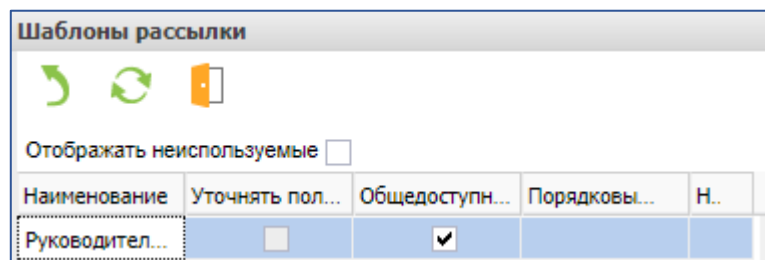 Шаблоны рассылки
Отображать неиспользуемые
Наименование Уточнять пол... Общедоступн... Порядковы... Н..
Руководител...